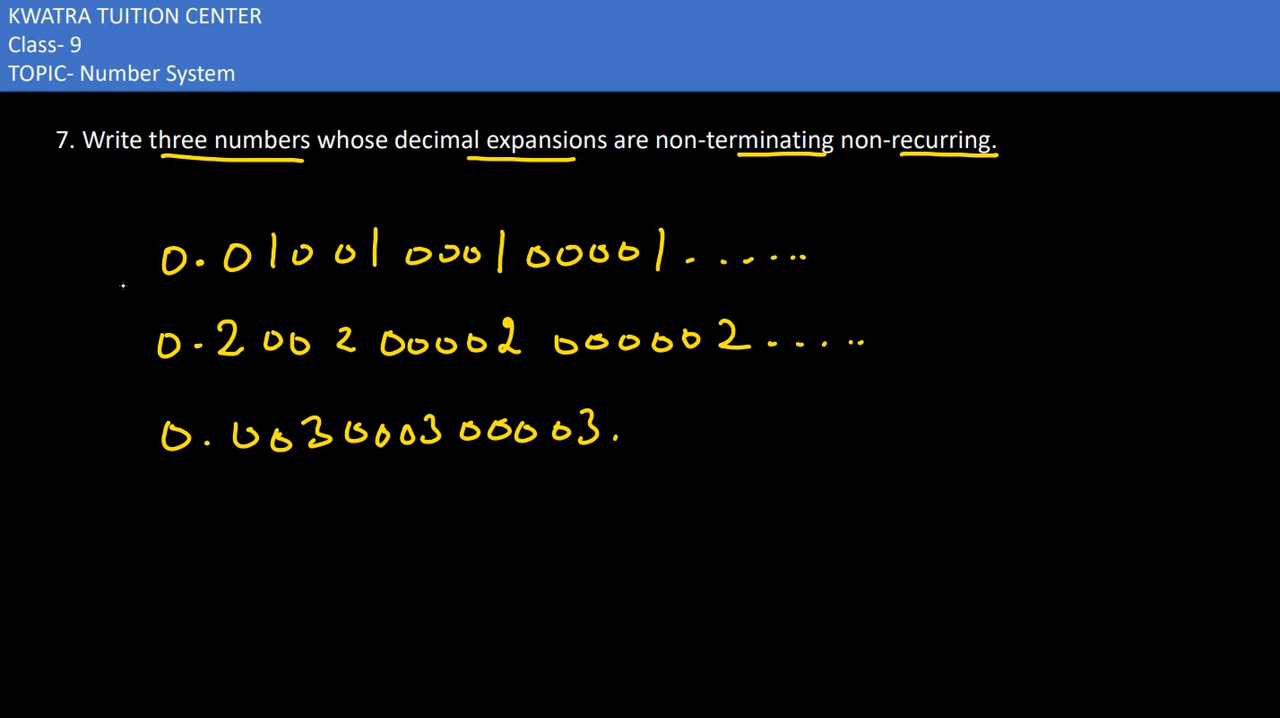 KWATRA TUITION CENTER
Class- 9
TOPIC- Number System
7. Write three numbers whose decimal expansions are non-terminating non-recurring.
0.01001000100001......
0.200200002000002.....
0.003000300003.